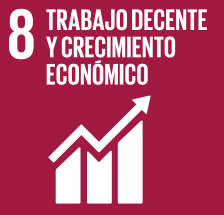 8 TRABAJO DECENTE
Y CRECIMIENTO
ECONÓMICO